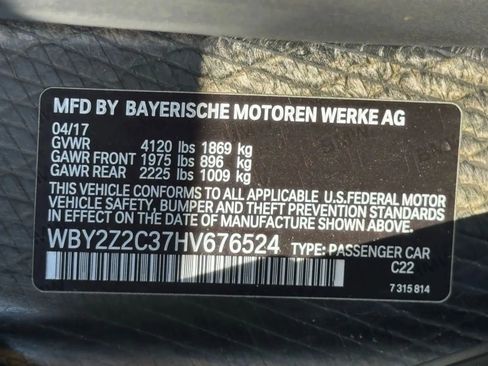 MFD BY BAYERISCHE MOTOREN WERKE AG
04/17
GVWR 4120 lbs 1869 kg
GAWR FRONT 1975 lbs 896 kg
GAWR REAR 2225 lbs 1009 kg
THIS VEHICLE CONFORMS TO ALL APPLICABLE U.S.FEDERAL MOTOR
VEHICLE SAFETY, BUMPER AND THEFT PREVENTION STANDARDS
IN EFFECT ON THE DATE OF MANUFACTURE SHOWN ABOVE.
WBY2Z2C37HV676524 TYPE: PASSENGER CAR
C22
7 315 814